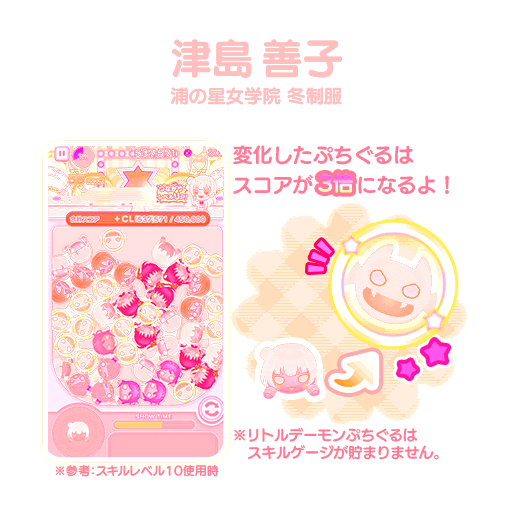 津島 善子
浦の星女学院 冬制服
変化したぷちぐるは
スコアが3倍になるよ！
SHOW TIME
※リトルデーモンぷちぐるは
スキルゲージが貯まりません。
※参考：スキルレベル10使用時